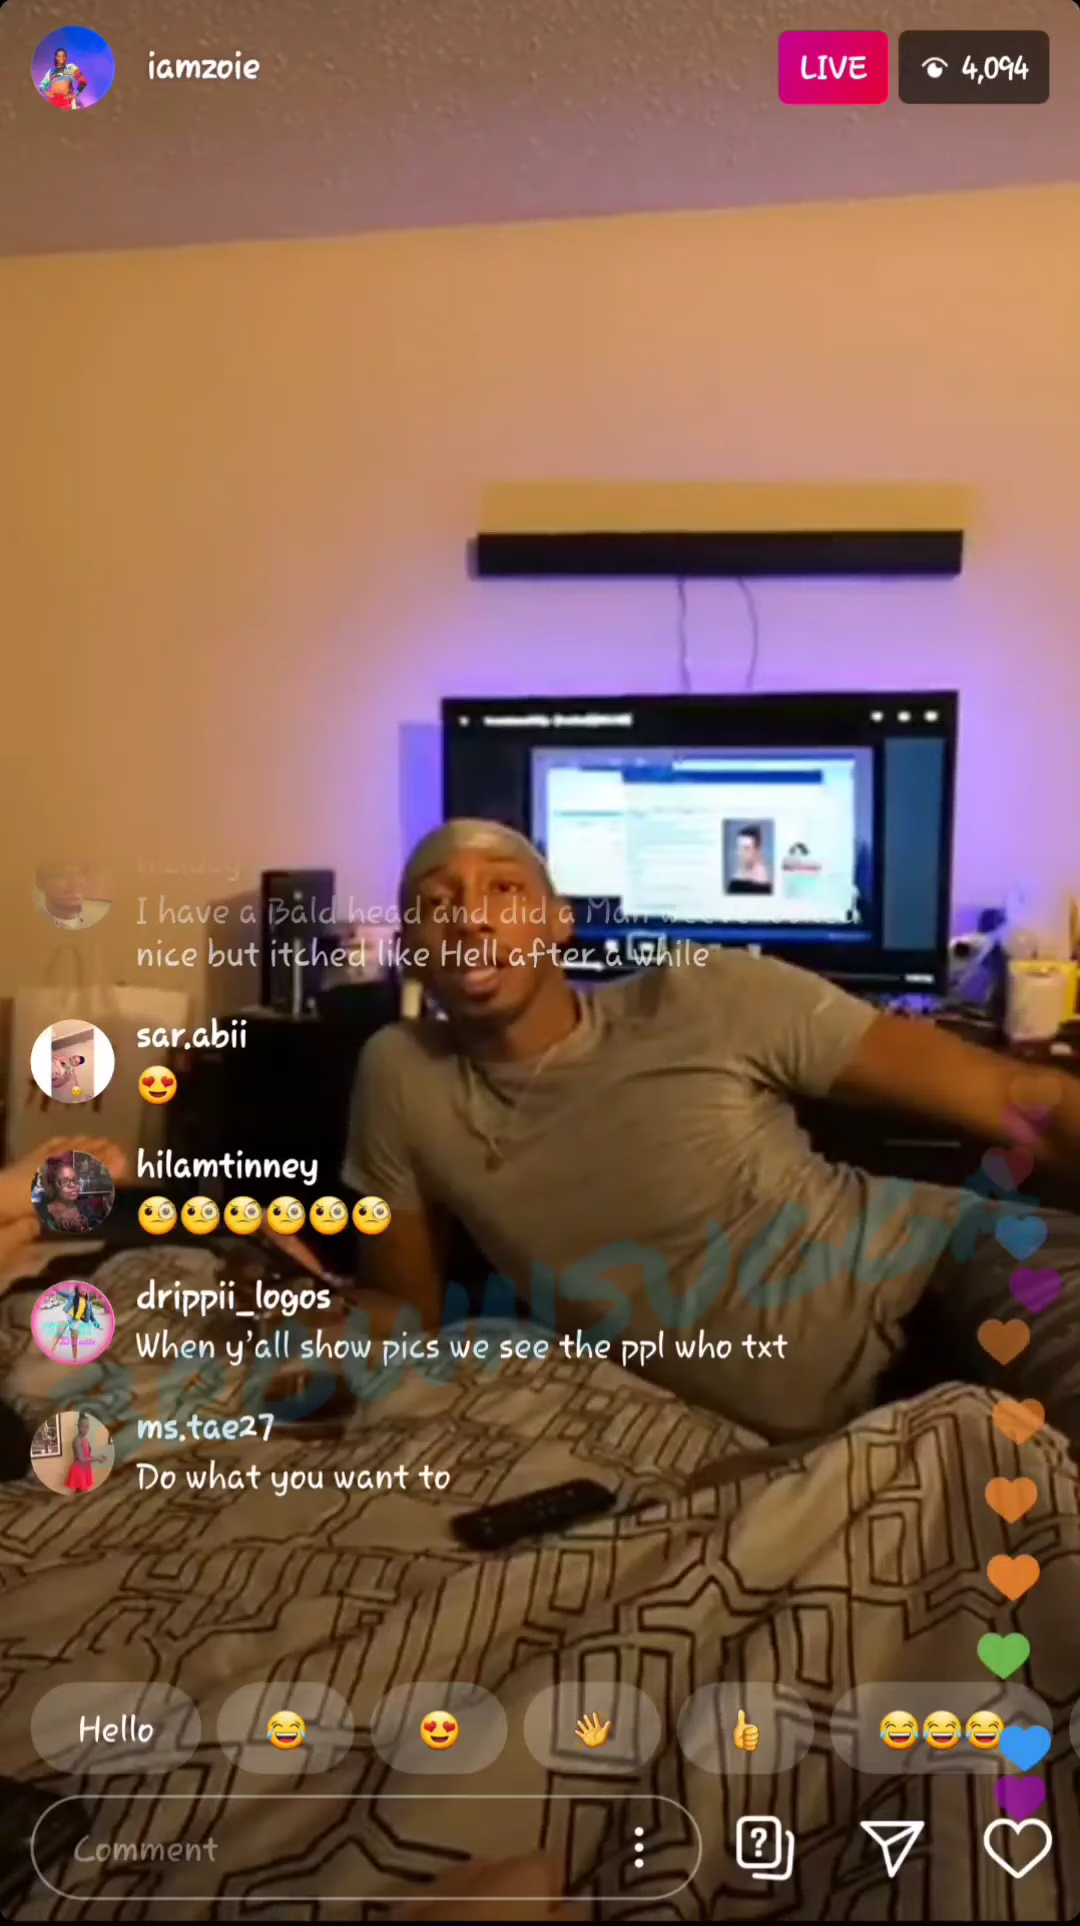 iamzoie
LIVE
4,094
I have a Bald head and did a Man
nice but itched like Hell after a while
sar.abii
😍
hilamtinney
🧐🧐🧐🧐🧐🧐
drippii_logos
When y'all show pics we see the ppl who txt
ms.tae27
Do what you want to
Hello
😂
😍
👋
👍
😂😂😂
Comment